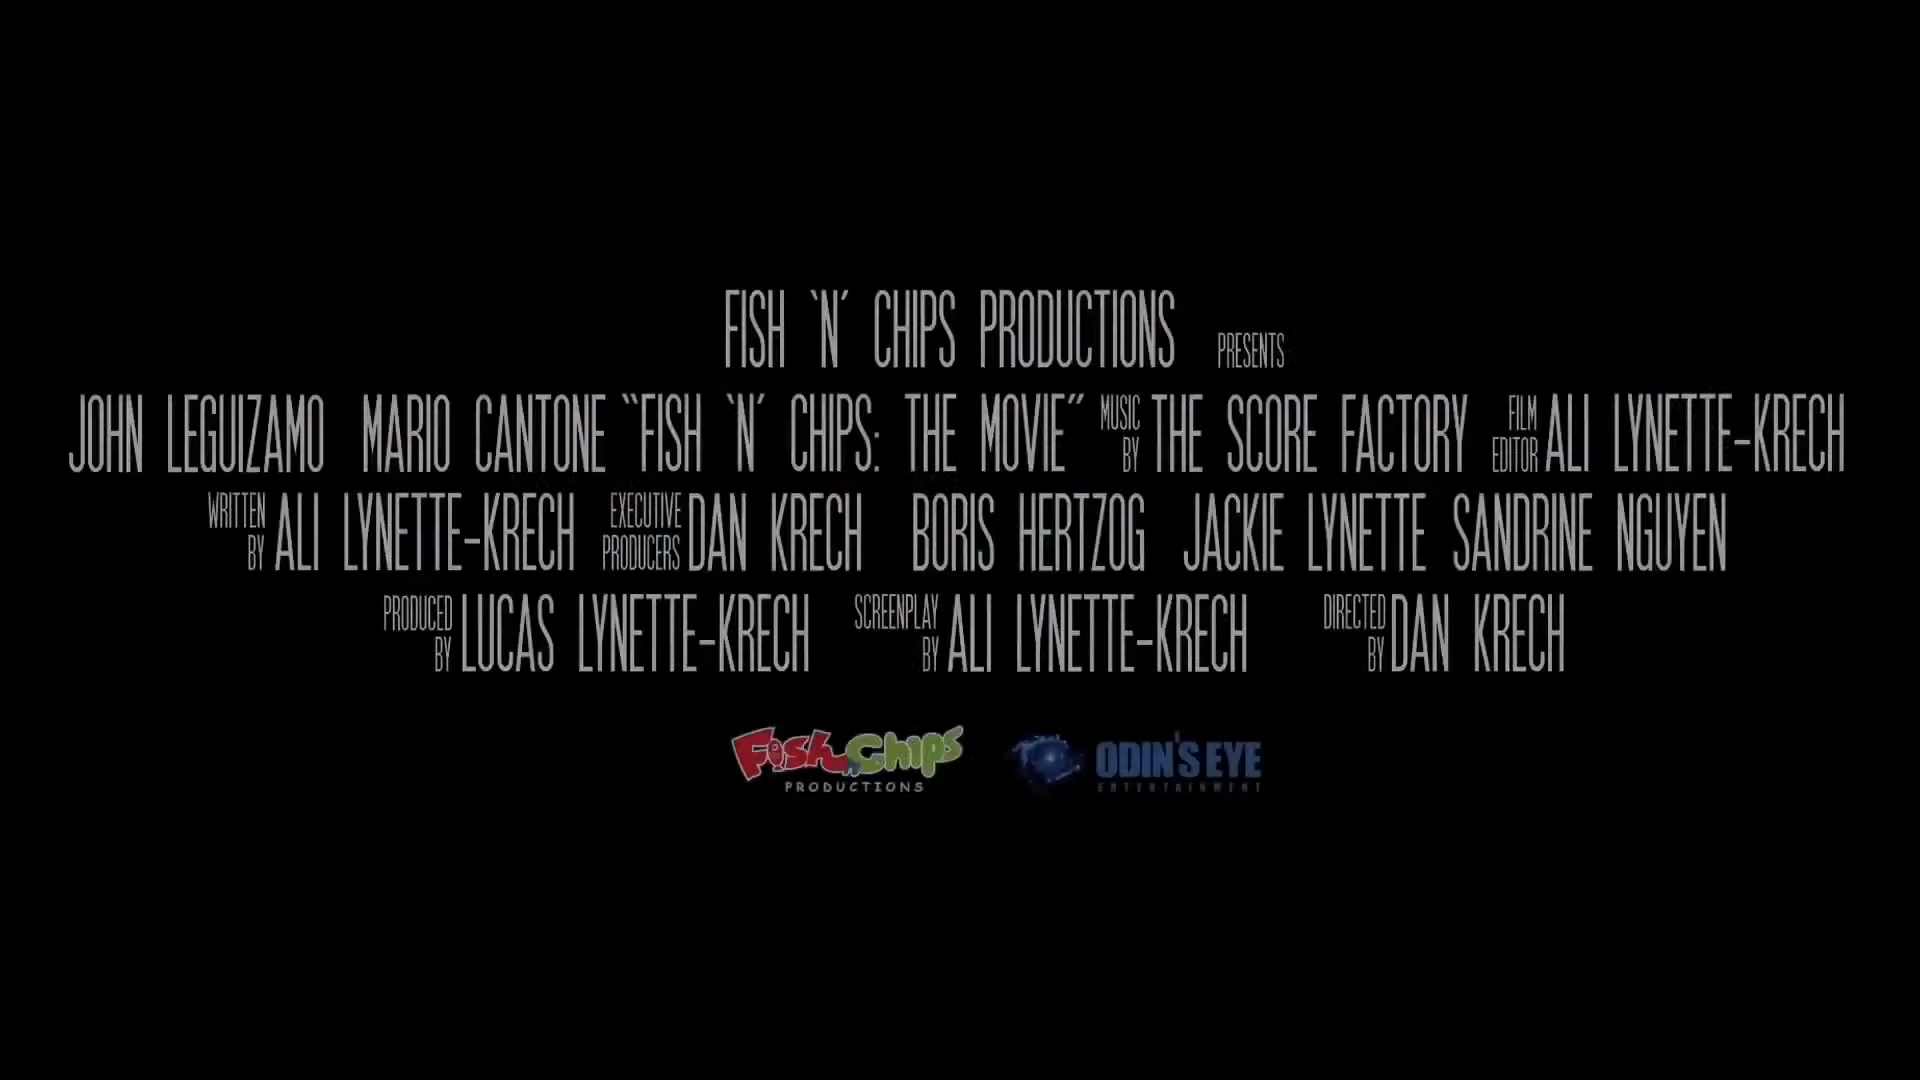 FISH 'N' CHIPS PRODUCTIONS PRESENTS
JOHN LEGUIZAMO MARIO CANTONE "FISH 'N' CHIPS: THE MOVIE" MUSIC BY THE SCORE FACTORY FILM EDITOR ALI LYNETTE-KRECH
WRITTEN BY ALI LYNETTE-KRECH EXECUTIVE PRODUCERS DAN KRECH BORIS HERTZOG JACKIE LYNETTE SANDRINE NGUYEN
PRODUCED BY LUCAS LYNETTE-KRECH SCREENPLAY BY ALI LYNETTE-KRECH DIRECTED BY DAN KRECH
Fish n Chips
PRODUCTIONS
ODIN'S EYE
ENTERTAINMENT